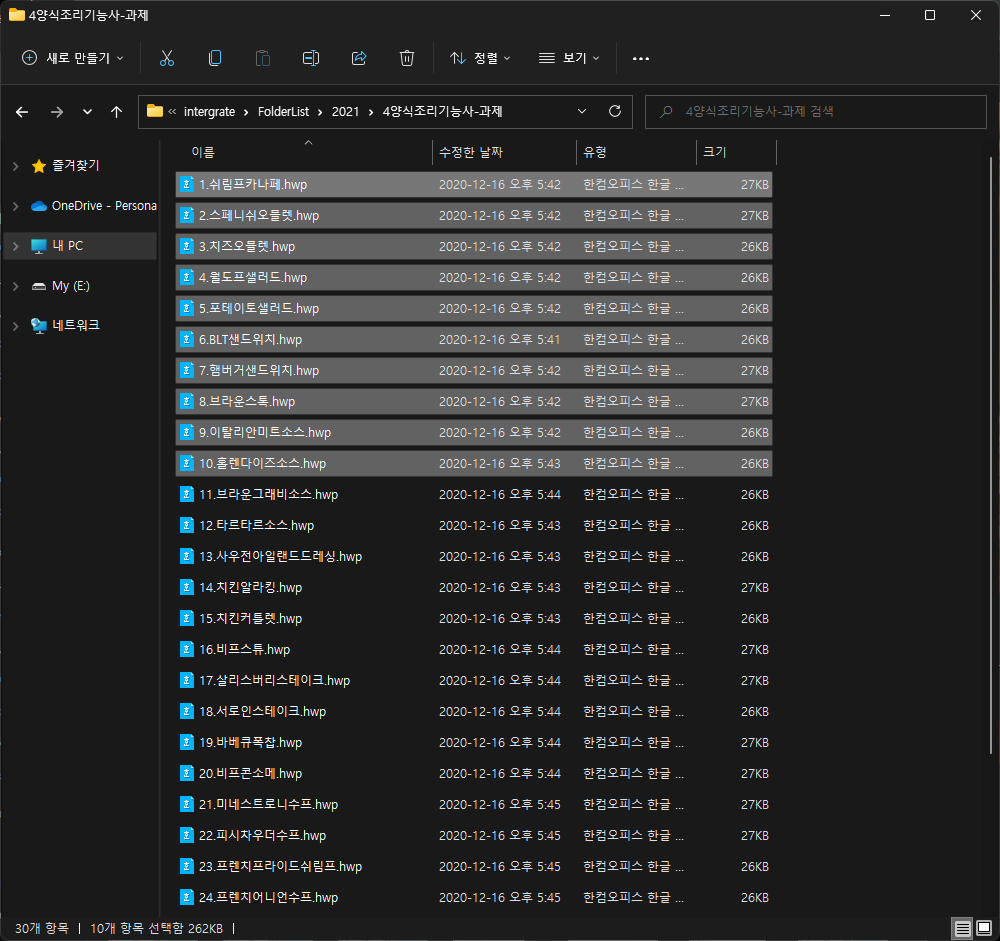 4양식조리기능사-과제
새로 만들기 정렬 보기
« intergrate > FolderList > 2021 > 4양식조리기능사-과제 4양식조리기능사-과제 검색
즐겨찾기
OneDrive - Persona
내 PC
My (E:)
네트워크
이름 수정한 날짜 유형 크기
1.쉬림프카나페.hwp 2020-12-16 오후 5:42 한컴오피스 한글 ... 27KB
2.스페니쉬오믈렛.hwp 2020-12-16 오후 5:42 한컴오피스 한글 ... 27KB
3.치즈오믈렛.hwp 2020-12-16 오후 5:42 한컴오피스 한글 ... 26KB
4.월도프샐러드.hwp 2020-12-16 오후 5:42 한컴오피스 한글 ... 26KB
5.포테이토샐러드.hwp 2020-12-16 오후 5:42 한컴오피스 한글 ... 26KB
6.BLT샌드위치.hwp 2020-12-16 오후 5:41 한컴오피스 한글 ... 26KB
7.햄버거샌드위치.hwp 2020-12-16 오후 5:42 한컴오피스 한글 ... 27KB
8.브라운스톡.hwp 2020-12-16 오후 5:42 한컴오피스 한글 ... 27KB
9.이탈리안미트소스.hwp 2020-12-16 오후 5:42 한컴오피스 한글 ... 26KB
10.홀렌다이즈소스.hwp 2020-12-16 오후 5:43 한컴오피스 한글 ... 26KB
11.브라운그래비소스.hwp 2020-12-16 오후 5:44 한컴오피스 한글 ... 26KB
12.타르타르소스.hwp 2020-12-16 오후 5:43 한컴오피스 한글 ... 26KB
13.사우전아일랜드드레싱.hwp 2020-12-16 오후 5:43 한컴오피스 한글 ... 26KB
14.치킨알라킹.hwp 2020-12-16 오후 5:43 한컴오피스 한글 ... 27KB
15.치킨커틀렛.hwp 2020-12-16 오후 5:43 한컴오피스 한글 ... 26KB
16.비프스튜.hwp 2020-12-16 오후 5:44 한컴오피스 한글 ... 27KB
17.살리스버리스테이크.hwp 2020-12-16 오후 5:44 한컴오피스 한글 ... 27KB
18.서로인스테이크.hwp 2020-12-16 오후 5:44 한컴오피스 한글 ... 26KB
19.바베큐폭찹.hwp 2020-12-16 오후 5:44 한컴오피스 한글 ... 27KB
20.비프콘소메.hwp 2020-12-16 오후 5:44 한컴오피스 한글 ... 27KB
21.미네스트로니수프.hwp 2020-12-16 오후 5:45 한컴오피스 한글 ... 27KB
22.피시차우더수프.hwp 2020-12-16 오후 5:45 한컴오피스 한글 ... 27KB
23.프렌치프라이드쉬림프.hwp 2020-12-16 오후 5:45 한컴오피스 한글 ... 26KB
24.프렌치어니언수프.hwp 2020-12-16 오후 5:45 한컴오피스 한글 ... 26KB
30개 항목 | 10개 항목 선택함 262KB |